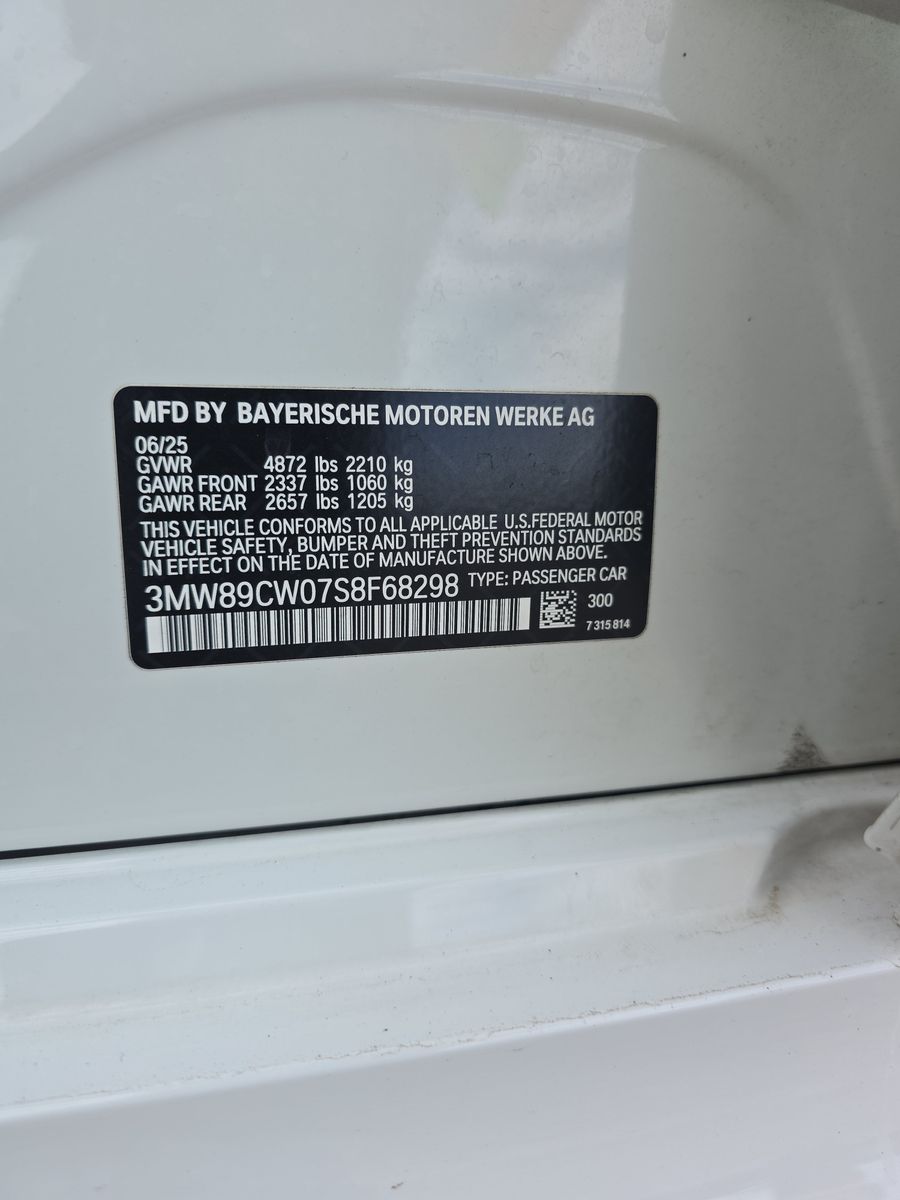 MFD BY BAYERISCHE MOTOREN WERKE AG
06/25
GVWR 4872 lbs 2210 kg
GAWR FRONT 2337 lbs 1060 kg
GAWR REAR 2657 lbs 1205 kg
THIS VEHICLE CONFORMS TO ALL APPLICABLE U.S.FEDERAL MOTOR
VEHICLE SAFETY, BUMPER AND THEFT PREVENTION STANDARDS
IN EFFECT ON THE DATE OF MANUFACTURE SHOWN ABOVE.
3MW89CW07S8F68298 TYPE: PASSENGER CAR
300
7 315 814